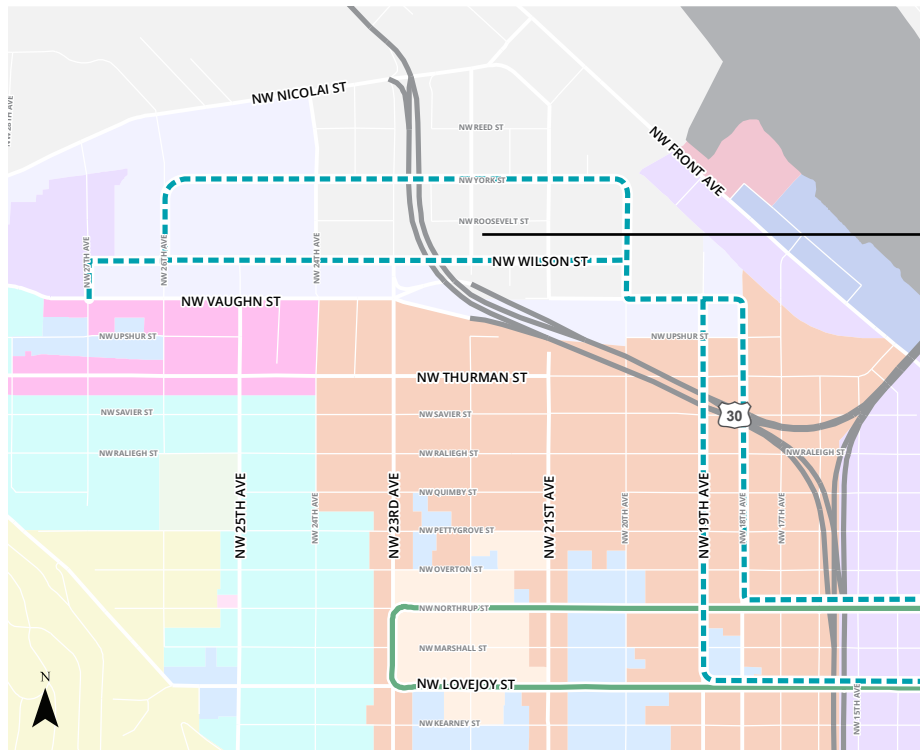 NW NICOLAI ST
NW 28TH AVE
NW REED ST
NW FRONT AVE
NW YORK ST
NW ROOSEVELT ST
NW 27TH AVE
NW 26TH AVE
NW 24TH AVE
NW WILSON ST
NW VAUGHN ST
NW UPSHUR ST
NW UPSHUR ST
NW THURMAN ST
NW SAVIER ST
NW SAVIER ST
30
NW RALIEGH ST
NW RALIEGH ST
NW RALEIGH ST
NW QUIMBY ST
NW 25TH AVE
NW 24TH AVE
NW 23RD AVE
NW 21ST AVE
NW 20TH AVE
NW 19TH AVE
NW 18TH AVE
NW 17TH AVE
NW PETTYGROVE ST
NW OVERTON ST
NW NORTHRUP ST
NW MARSHALL ST
N
NW LOVEJOY ST
NW 15TH AVE
NW KEARNEY ST